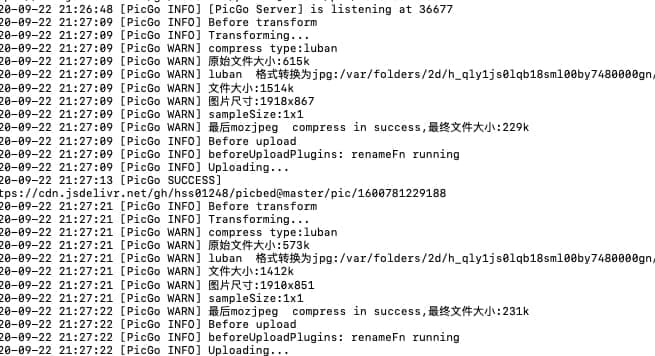 20-09-22 21:26:48 [PicGo INFO] [PicGo Server] is listening at 36677
20-09-22 21:27:09 [PicGo INFO] Before transform
20-09-22 21:27:09 [PicGo INFO] Transforming...
20-09-22 21:27:09 [PicGo WARN] compress type:luban
20-09-22 21:27:09 [PicGo WARN] 原始文件大小:615k
20-09-22 21:27:09 [PicGo WARN] luban  格式转换为jpg:/var/folders/2d/h_qly1js0lqb18sml00by7480000gn/
20-09-22 21:27:09 [PicGo WARN] 文件大小:1514k
20-09-22 21:27:09 [PicGo WARN] 图片尺寸:1918x867
20-09-22 21:27:09 [PicGo WARN] sampleSize:1x1
20-09-22 21:27:09 [PicGo WARN] 最后mozjpeg  compress in success,最终文件大小:229k
20-09-22 21:27:09 [PicGo INFO] Before upload
20-09-22 21:27:09 [PicGo INFO] beforeUploadPlugins: renameFn running
20-09-22 21:27:09 [PicGo INFO] Uploading...
20-09-22 21:27:13 [PicGo SUCCESS]
tps://cdn.jsdelivr.net/gh/hss01248/picbed@master/pic/1600781229188
20-09-22 21:27:21 [PicGo INFO] Before transform
20-09-22 21:27:21 [PicGo INFO] Transforming...
20-09-22 21:27:21 [PicGo WARN] compress type:luban
20-09-22 21:27:21 [PicGo WARN] 原始文件大小:573k
20-09-22 21:27:21 [PicGo WARN] luban  格式转换为jpg:/var/folders/2d/h_qly1js0lqb18sml00by7480000gn/
20-09-22 21:27:21 [PicGo WARN] 文件大小:1412k
20-09-22 21:27:21 [PicGo WARN] 图片尺寸:1910x851
20-09-22 21:27:21 [PicGo WARN] sampleSize:1x1
20-09-22 21:27:22 [PicGo WARN] 最后mozjpeg  compress in success,最终文件大小:231k
20-09-22 21:27:22 [PicGo INFO] Before upload
20-09-22 21:27:22 [PicGo INFO] beforeUploadPlugins: renameFn running
20-09-22 21:27:22 [PicGo INFO] Uploading...